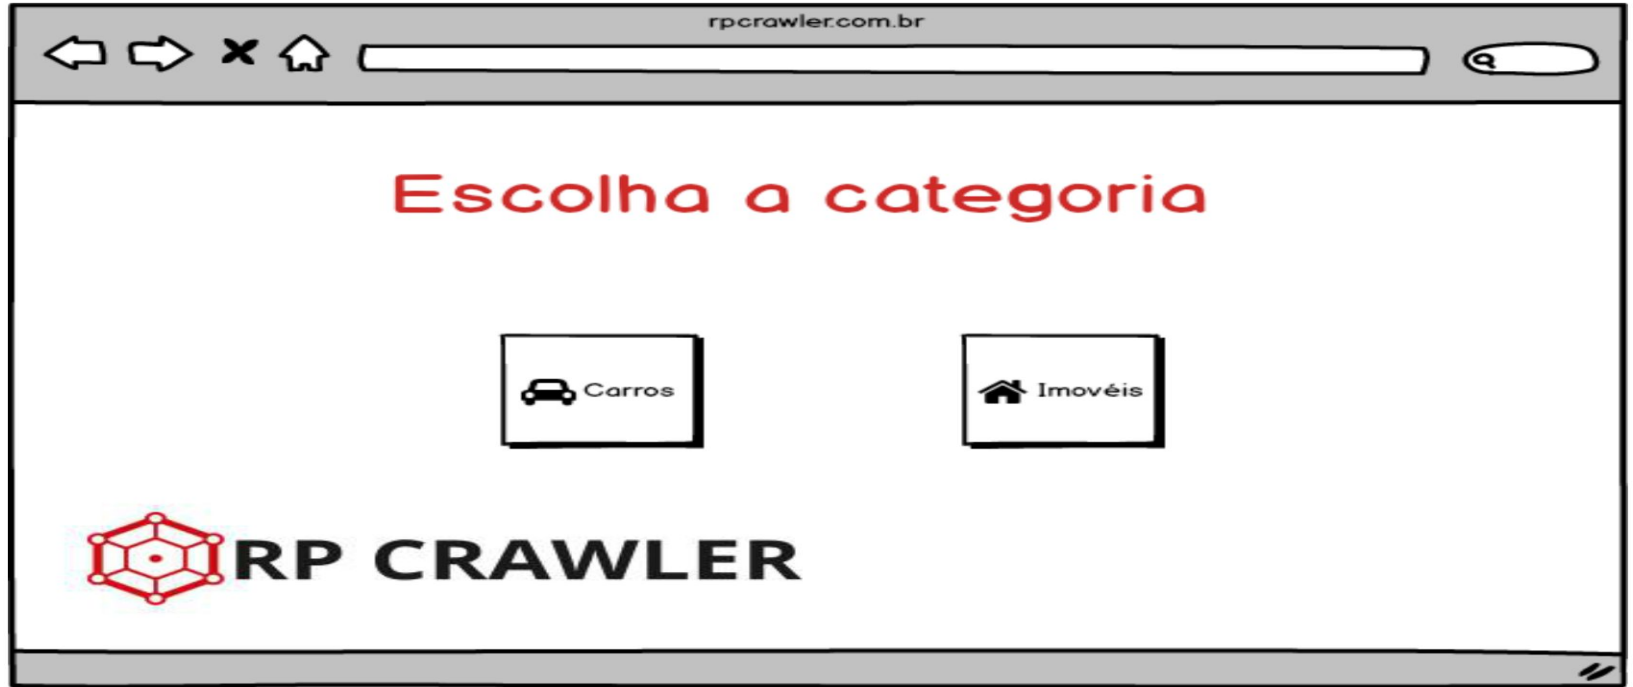 rpcrawler.com.br
Escolha a categoria
Carros
Imovéis
RP CRAWLER